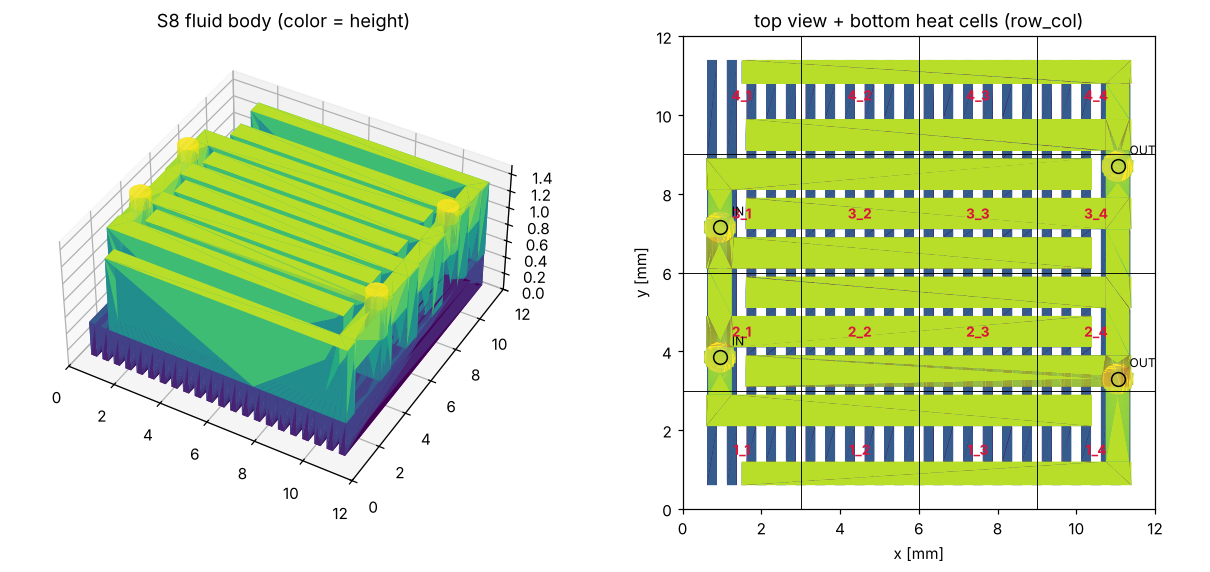 S8 fluid body (color = height)
1.4
1.2
1.0
0.8
0.6
0.4
0.2
0.0
0
2
4
6
8
10
12
0
2
4
6
8
10
12
top view + bottom heat cells (row_col)
12
10
8
6
4
2
0
y [mm]
4_1 4_2 4_3 4_4
OUT
IN
3_1 3_2 3_3 3_4
2_1 2_2 2_3 2_4
IN
OUT
1_1 1_2 1_3 1_4
0 2 4 6 8 10 12
x [mm]